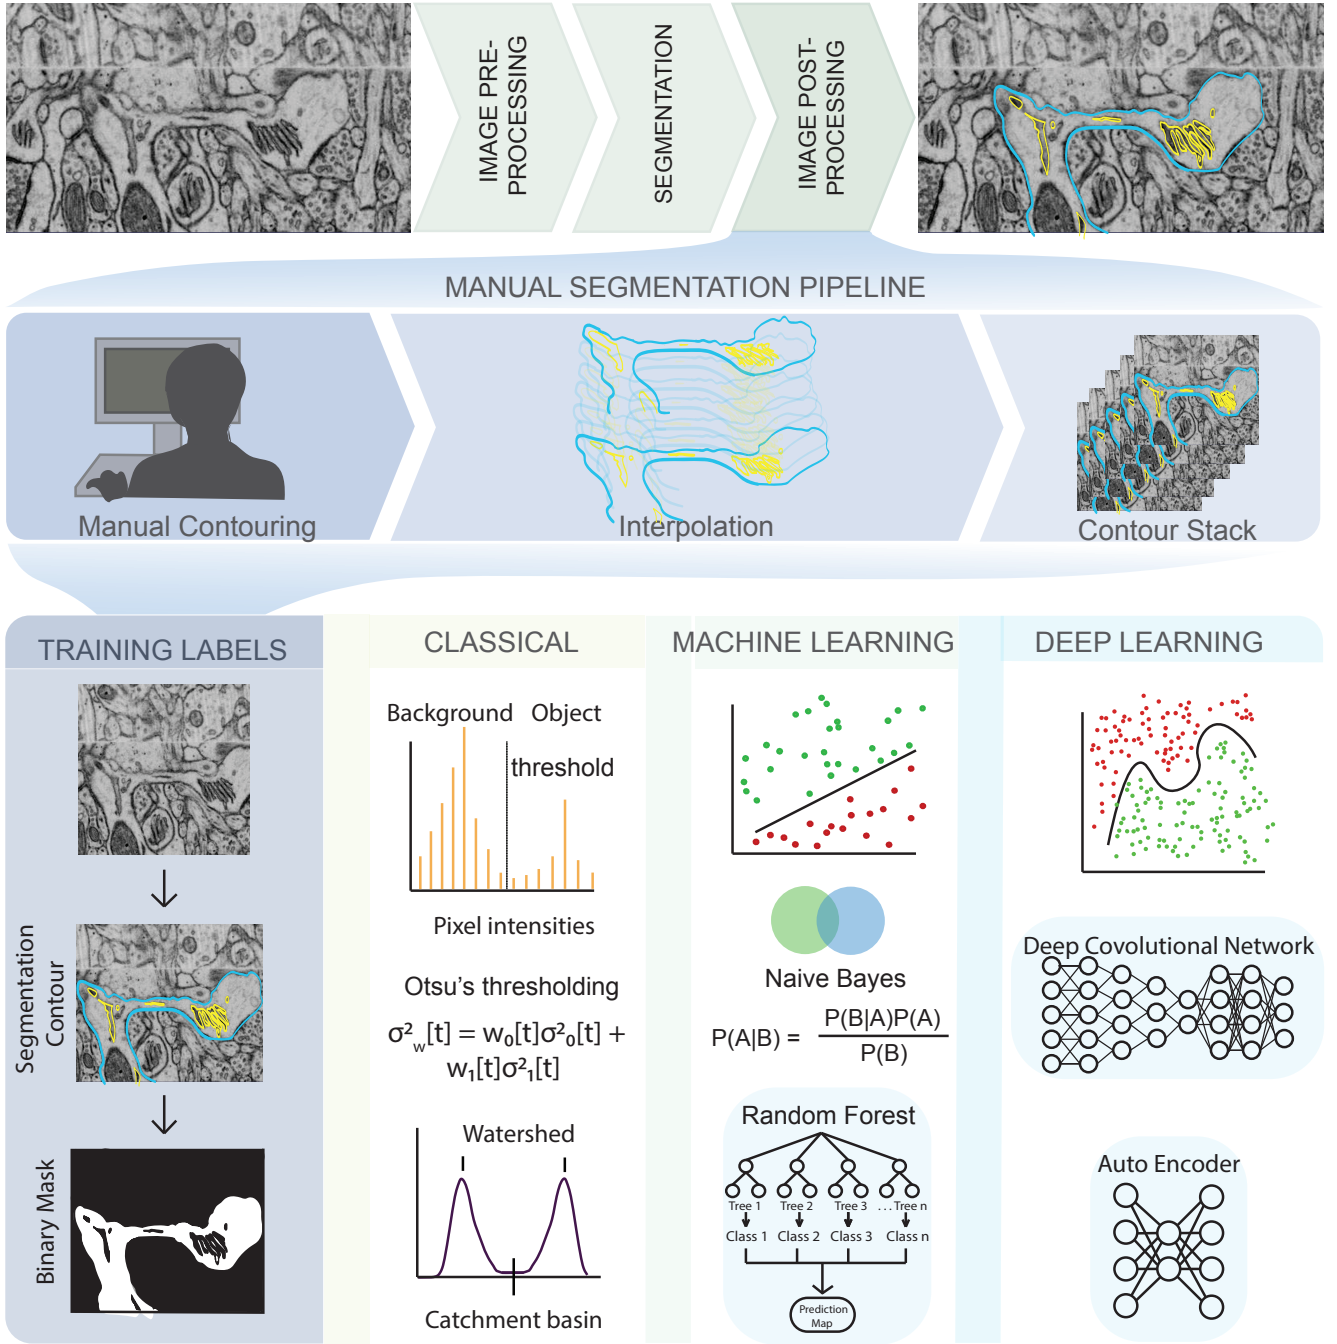 IMAGE PRE-
PROCESSING
SEGMENTATION
IMAGE POST-
PROCESSING
MANUAL SEGMENTATION PIPELINE
Manual Contouring
Interpolation
Contour Stack
TRAINING LABELS
Segmentation
Contour
Binary Mask
CLASSICAL
Background Object
threshold
Pixel intensities
Otsu's thresholding
σ²w[t] = w₀[t]σ²₀[t] +
w₁[t]σ²₁[t]
Watershed
Catchment basin
MACHINE LEARNING
Naive Bayes
P(A|B) = P(B|A)P(A)
P(B)
Random Forest
Tree 1 Tree 2 Tree 3 ...Tree n
Class 1 Class 2 Class 3 Class n
Prediction
Map
DEEP LEARNING
Deep Covolutional Network
Auto Encoder